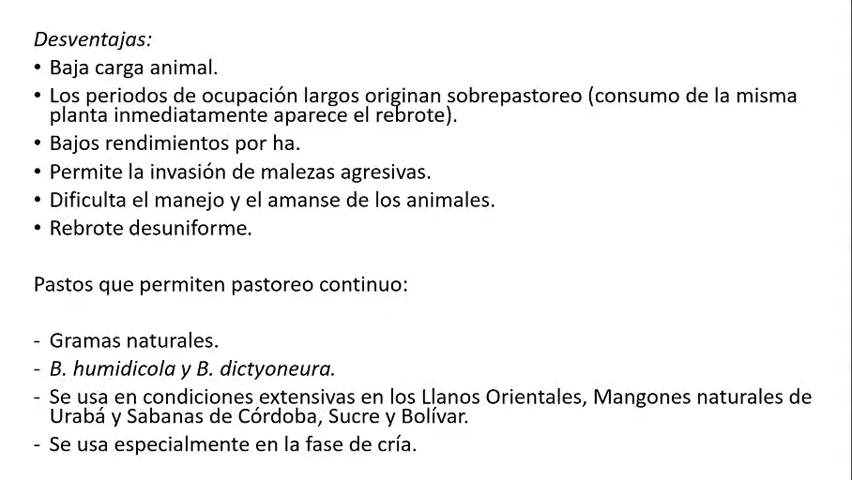 Desventajas:
• Baja carga animal.
• Los periodos de ocupación largos originan sobrepastoreo (consumo de la misma
planta inmediatamente aparece el rebrote).
• Bajos rendimientos por ha.
• Permite la invasión de malezas agresivas.
• Dificulta el manejo y el amanse de los animales.
• Rebrote desuniforme.
Pastos que permiten pastoreo continuo:
- Gramas naturales.
- B. humidicola y B. dictyoneura.
- Se usa en condiciones extensivas en los Llanos Orientales, Mangones naturales de
Urabá y Sabanas de Córdoba, Sucre y Bolívar.
- Se usa especialmente en la fase de cría.